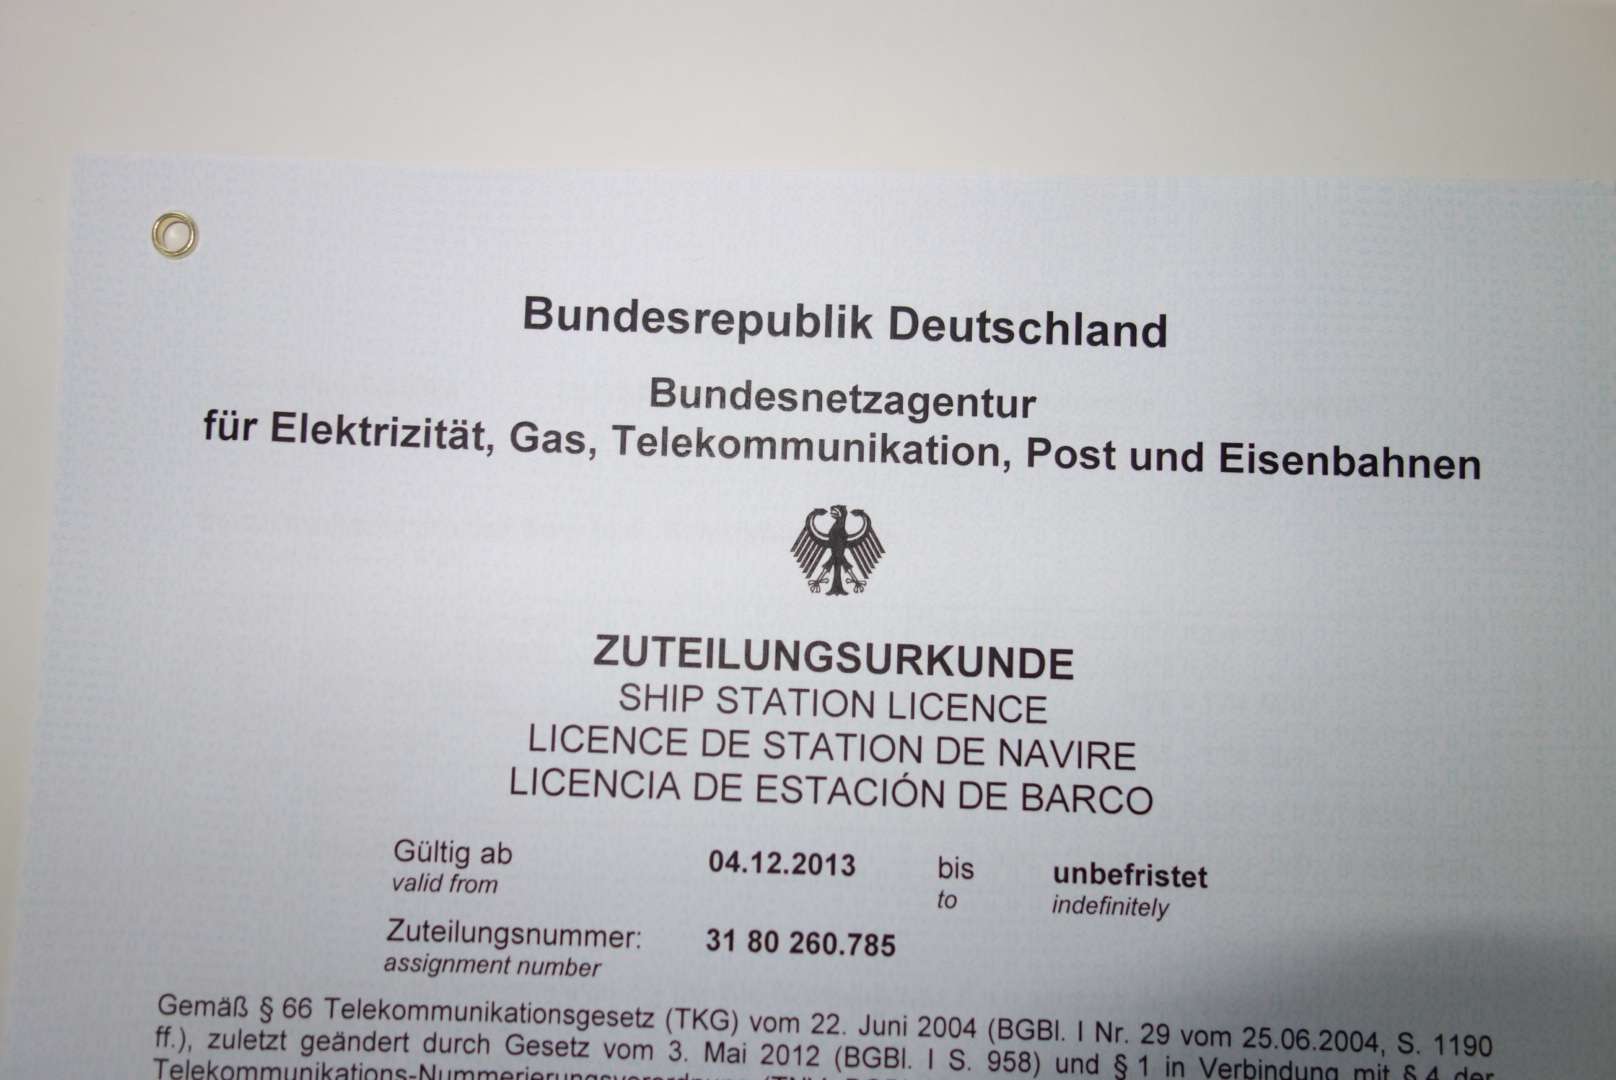 Bundesrepublik Deutschland
Bundesnetzagentur
für Elektrizität, Gas, Telekommunikation, Post und Eisenbahnen
ZUTEILUNGSURKUNDE
SHIP STATION LICENCE
LICENCE DE STATION DE NAVIRE
LICENCIA DE ESTACIÓN DE BARCO
Gültig ab 04.12.2013 bis unbefristet
valid from to indefinitely
Zuteilungsnummer: 31 80 260.785
assignment number
Gemäß § 66 Telekommunikationsgesetz (TKG) vom 22. Juni 2004 (BGBl. I Nr. 29 vom 25.06.2004, S. 1190
ff.), zuletzt geändert durch Gesetz vom 3. Mai 2012 (BGBl. I S. 958) und § 1 in Verbindung mit § 4 der